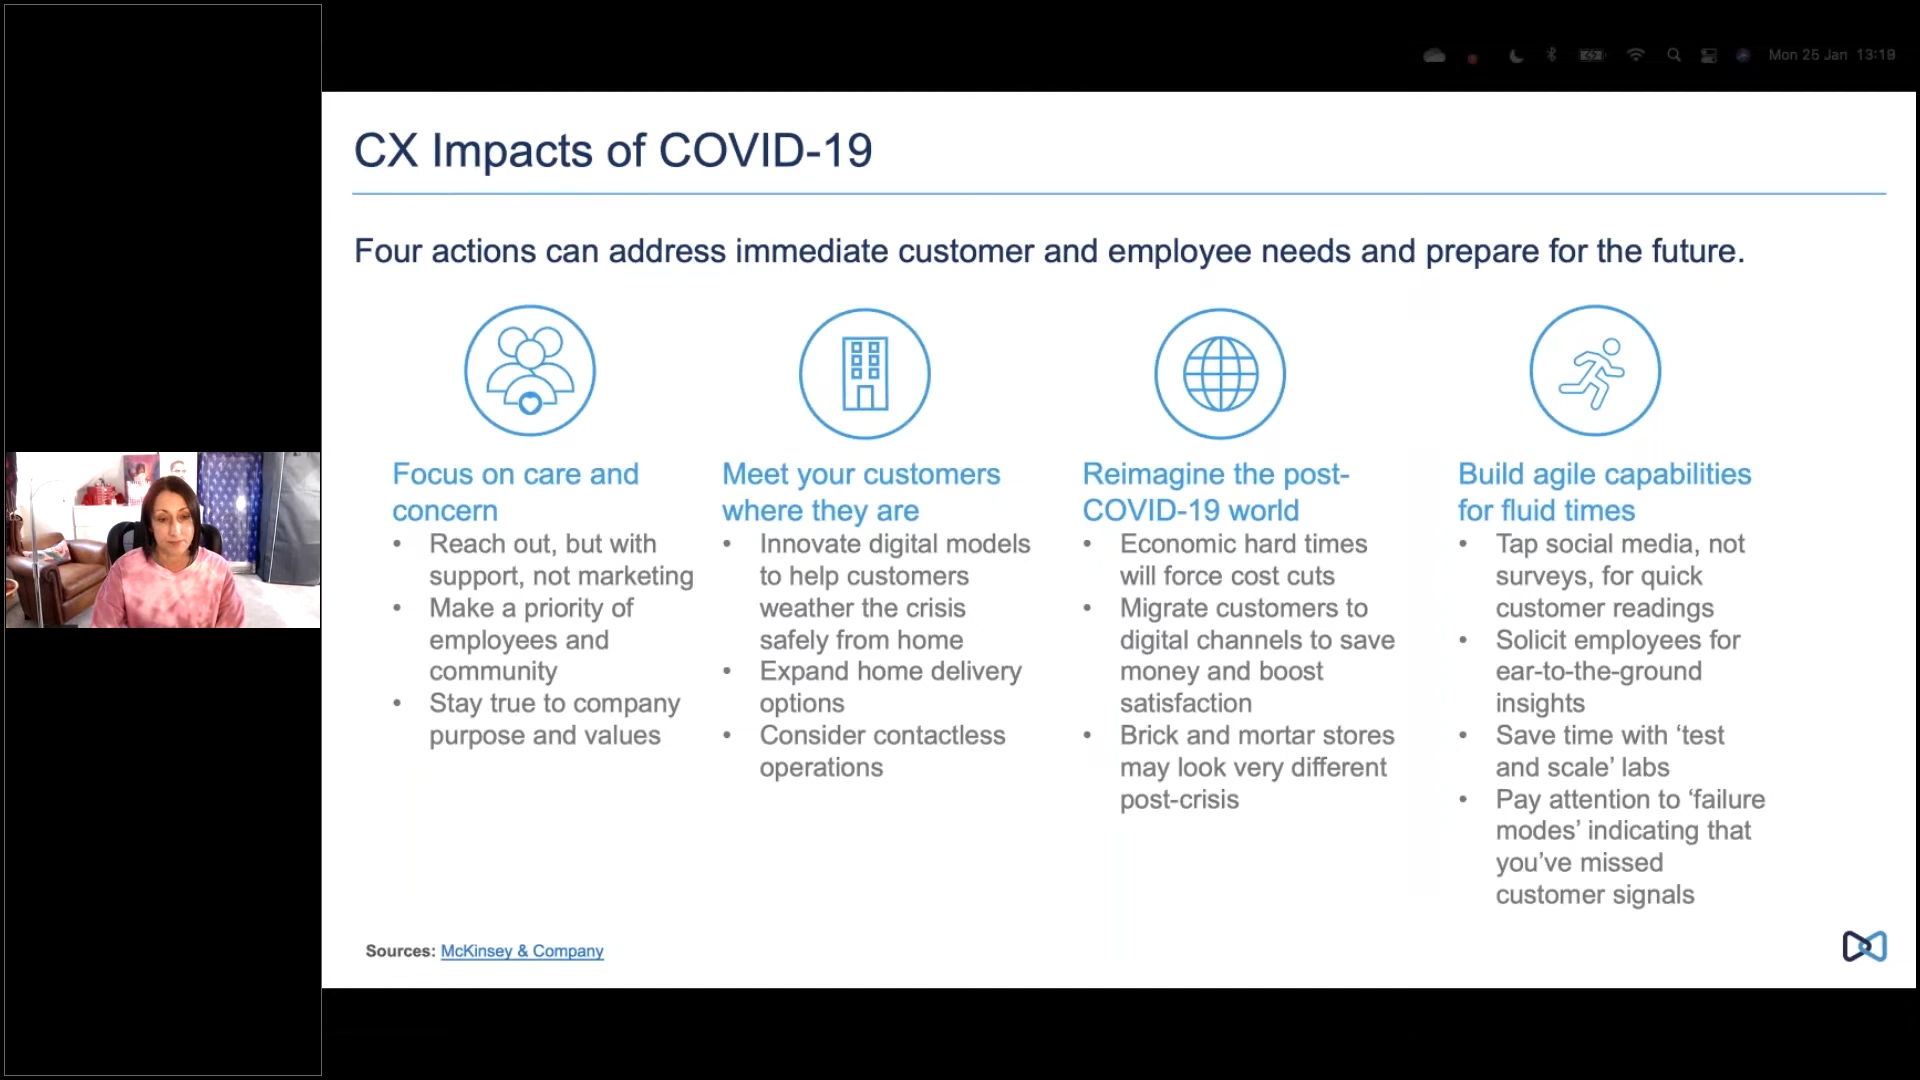 Mon 25 Jan 13:19
CX Impacts of COVID-19
Four actions can address immediate customer and employee needs and prepare for the future.
Focus on care and
concern
• Reach out, but with
support, not marketing
• Make a priority of
employees and
community
• Stay true to company
purpose and values
Meet your customers
where they are
• Innovate digital models
to help customers
weather the crisis
safely from home
• Expand home delivery
options
• Consider contactless
operations
Reimagine the post-
COVID-19 world
• Economic hard times
will force cost cuts
• Migrate customers to
digital channels to save
money and boost
satisfaction
• Brick and mortar stores
may look very different
post-crisis
Build agile capabilities
for fluid times
• Tap social media, not
surveys, for quick
customer readings
• Solicit employees for
ear-to-the-ground
insights
• Save time with ‘test
and scale’ labs
• Pay attention to ‘failure
modes’ indicating that
you’ve missed
customer signals
Sources: McKinsey & Company